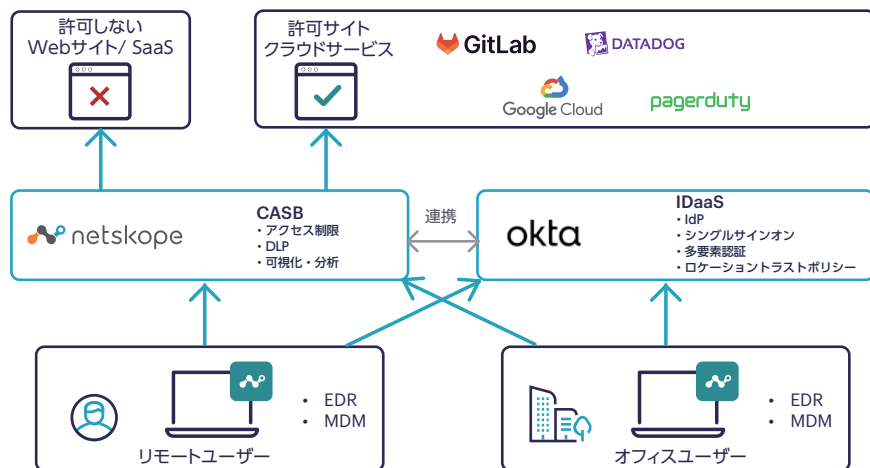 許可しない
Webサイト/ SaaS
許可サイト
クラウドサービス
GitLab
DATADOG
Google Cloud
pagerduty
netskope
CASB
・アクセス制限
・DLP
・可視化・分析
連携
okta
IDaaS
・IdP
・シングルサインオン
・多要素認証
・ロケーショントラストポリシー
• EDR
• MDM
リモートユーザー
• EDR
• MDM
オフィスユーザー